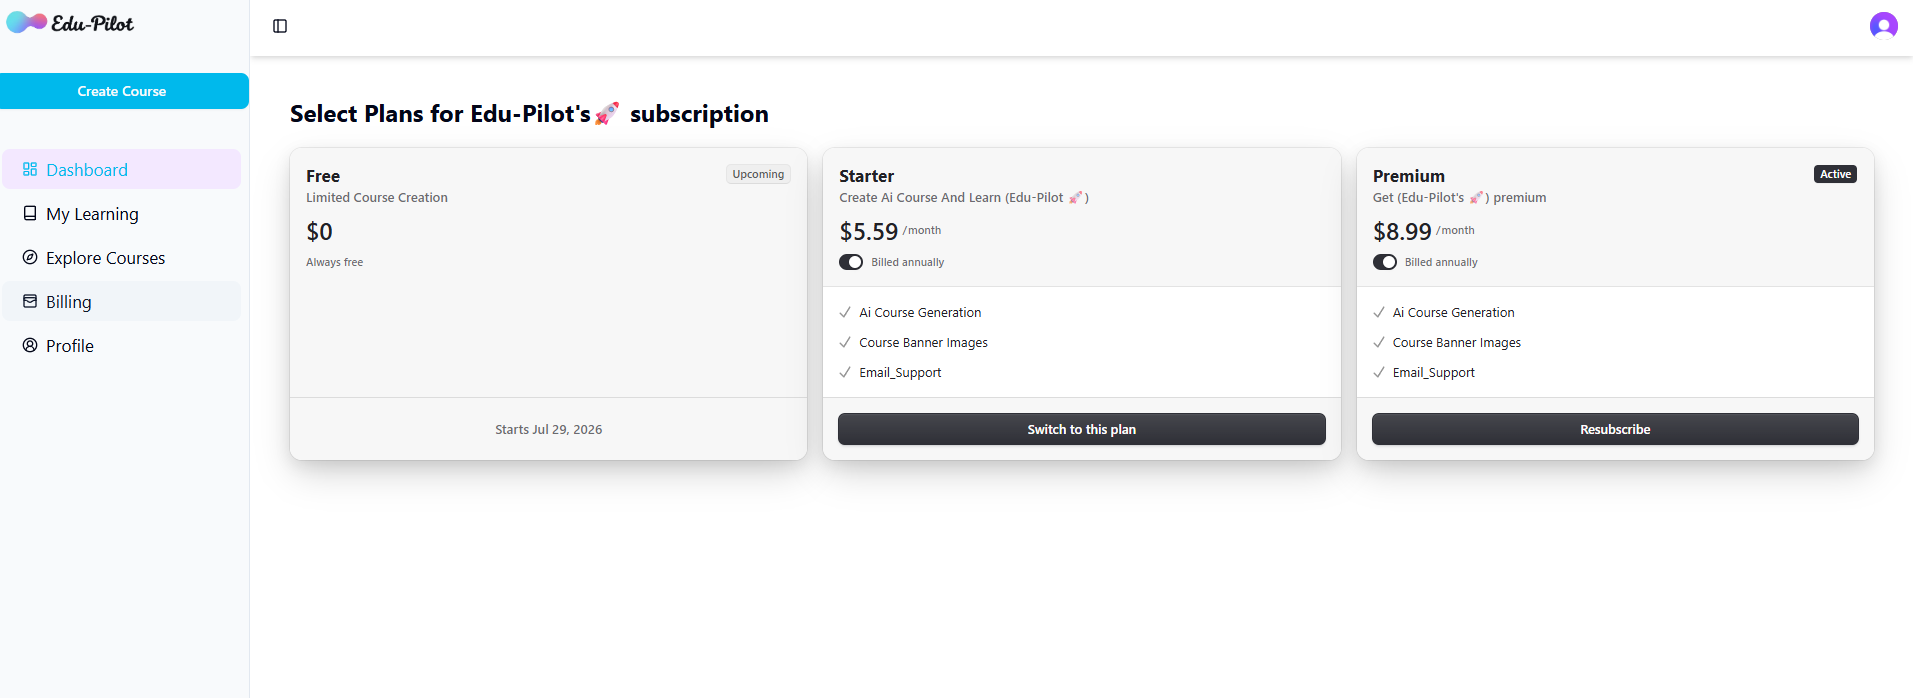 Edu-Pilot
Create Course
Dashboard
My Learning
Explore Courses
Billing
Profile
Select Plans for Edu-Pilot's🚀 subscription
Free
Upcoming
Limited Course Creation
$0
Always free
Starts Jul 29, 2026
Starter
Create Ai Course And Learn (Edu-Pilot 🚀)
$5.59 /month
Billed annually
Ai Course Generation
Course Banner Images
Email_Support
Switch to this plan
Premium
Active
Get (Edu-Pilot's 🚀) premium
$8.99 /month
Billed annually
Ai Course Generation
Course Banner Images
Email_Support
Resubscribe